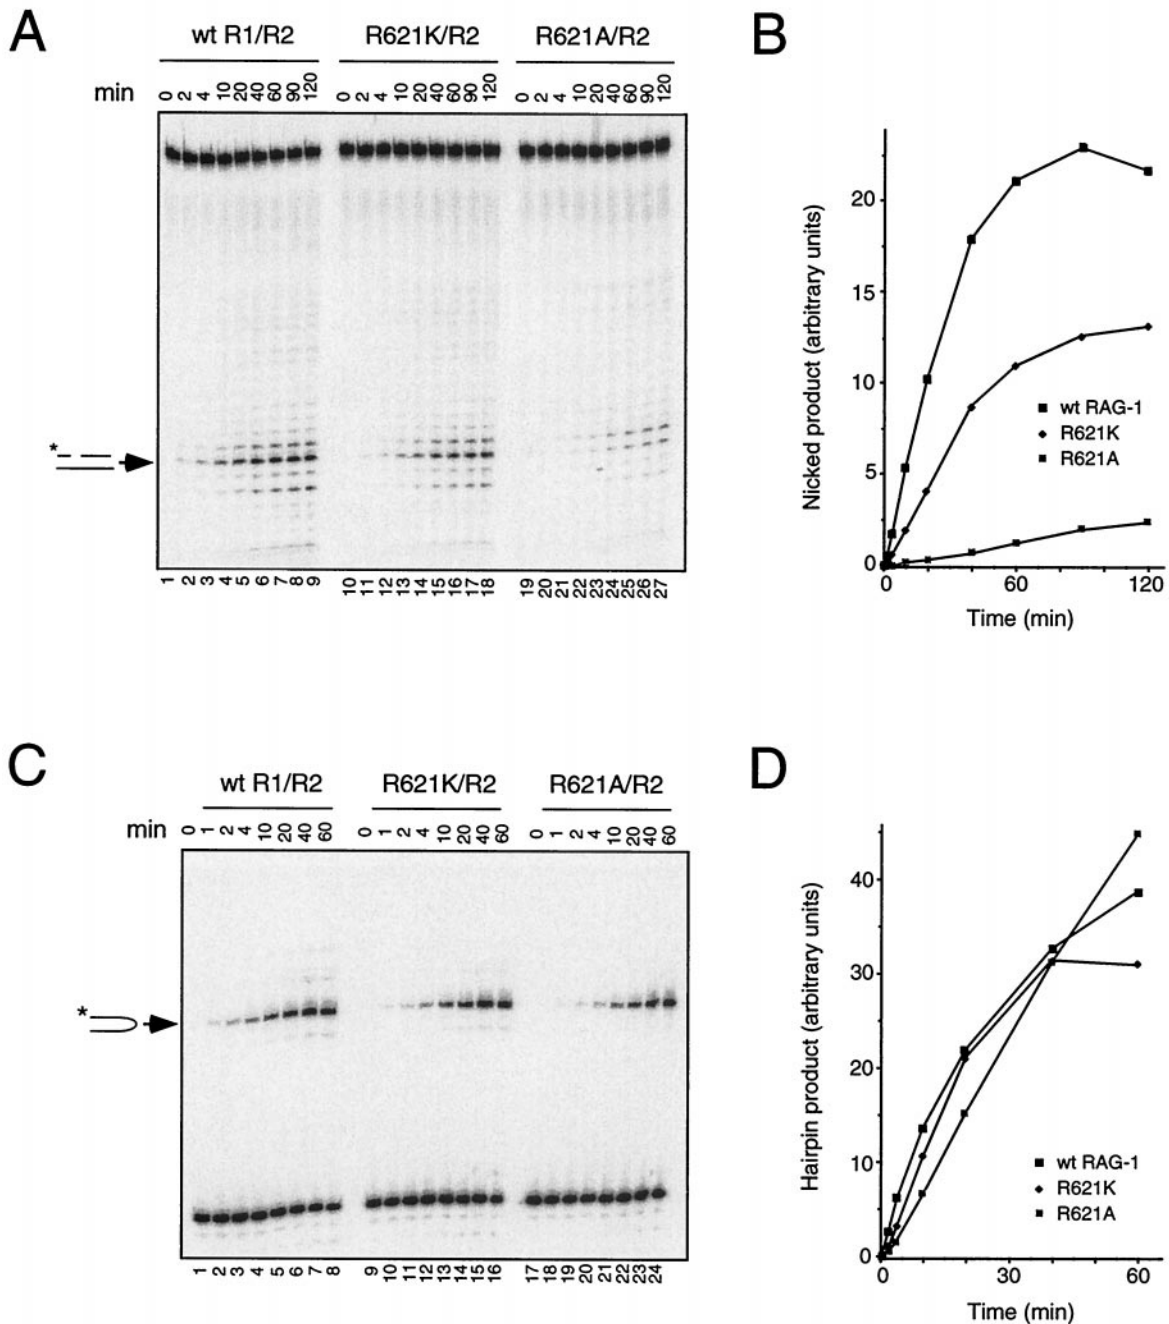 A
wt R1/R2 R621K/R2 R621A/R2
min 0 2 4 10 20 40 60 90 120 0 2 4 10 20 40 60 90 120 0 2 4 10 20 40 60 90 120
*
1 2 3 4 5 6 7 8 9 10 11 12 13 14 15 16 17 18 19 20 21 22 23 24 25 26 27
B
Nicked product (arbitrary units)
20
15
10
5
0
wt RAG-1
R621K
R621A
0 60 120
Time (min)
C
wt R1/R2 R621K/R2 R621A/R2
min 0 1 2 4 10 20 40 60 0 1 2 4 10 20 40 60 0 1 2 4 10 20 40 60
*
1 2 3 4 5 6 7 8 9 10 11 12 13 14 15 16 17 18 19 20 21 22 23 24
D
Hairpin product (arbitrary units)
40
30
20
10
0
wt RAG-1
R621K
R621A
0 30 60
Time (min)